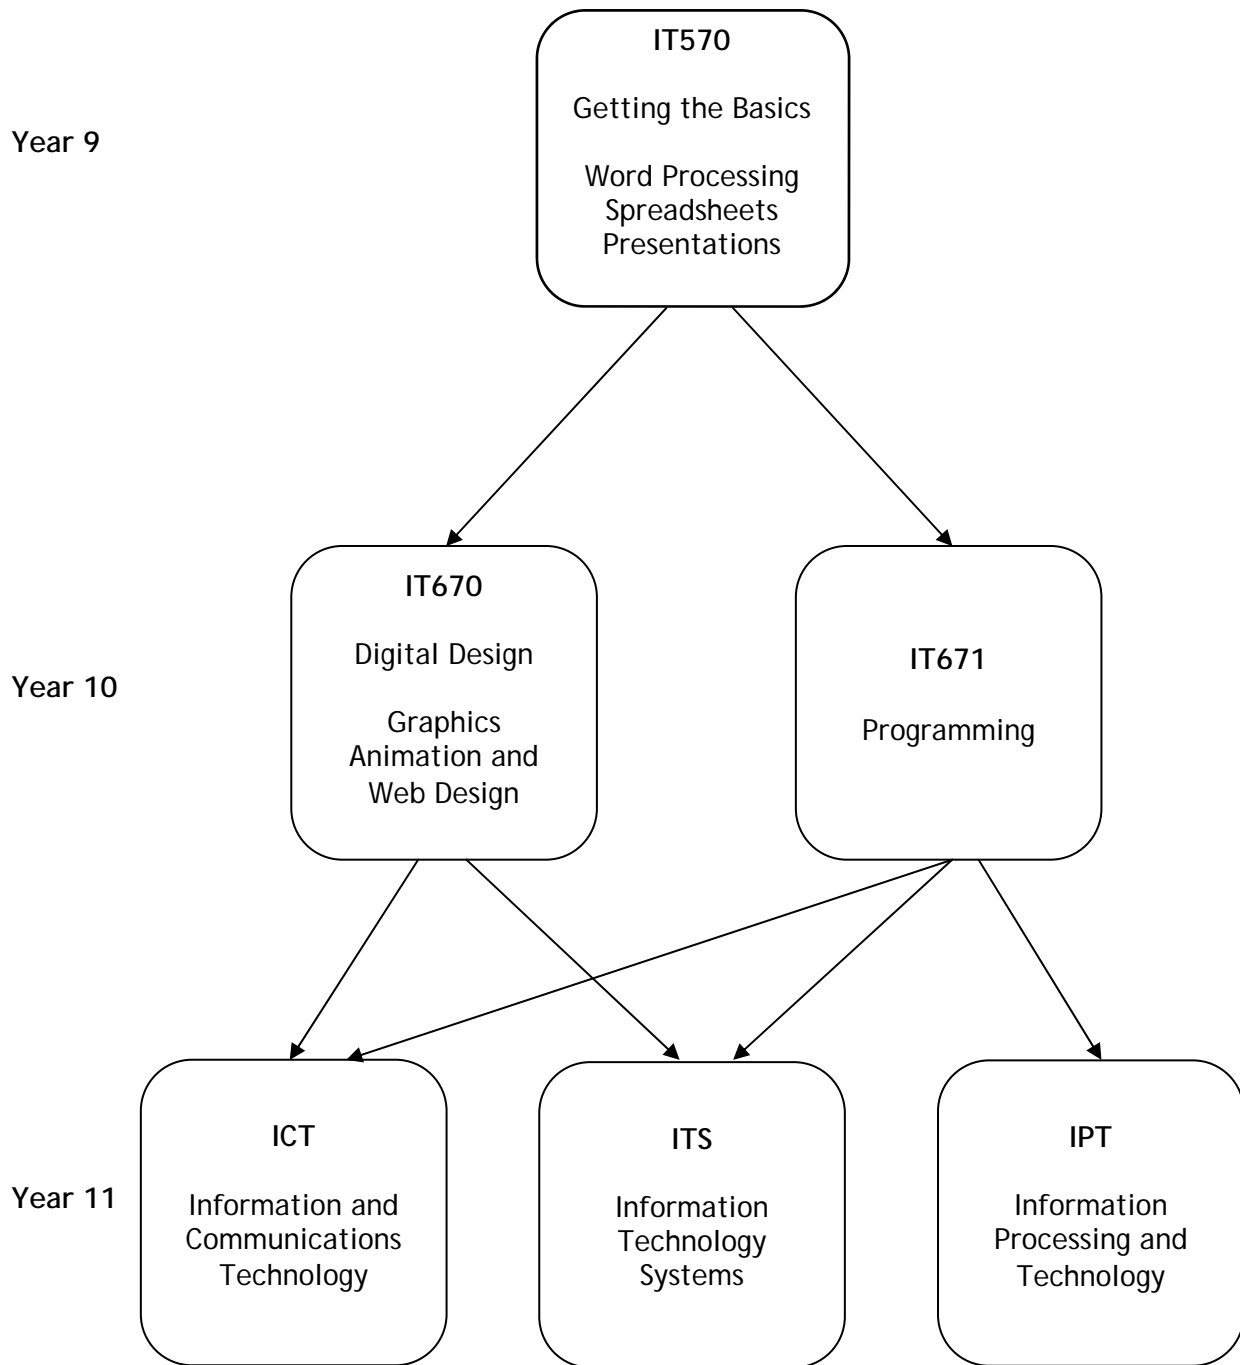 Year 9
IT570
Getting the Basics
Word Processing
Spreadsheets
Presentations
Year 10
IT670
Digital Design
Graphics
Animation and
Web Design
IT671
Programming
Year 11
ICT
Information and
Communications
Technology
ITS
Information
Technology
Systems
IPT
Information
Processing and
Technology